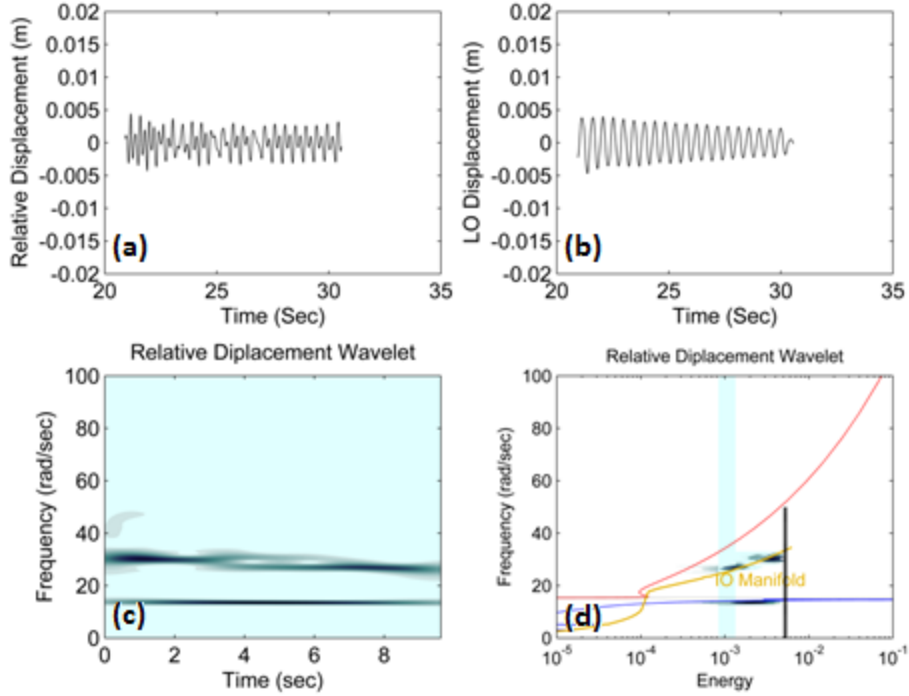 0.02
0.015
0.01
0.005
0
-0.005
-0.01
-0.015
-0.02
Relative Displacement (m)
(a)
20 25 30 35
Time (Sec)
0.02
0.015
0.01
0.005
0
-0.005
-0.01
-0.015
-0.02
LO Displacement (m)
(b)
20 25 30 35
Time (Sec)
Relative Diplacement Wavelet
100
80
60
40
20
0
Frequency (rad/sec)
(c)
0 2 4 6 8
Time (sec)
Relative Diplacement Wavelet
100
80
60
40
20
0
Frequency (rad/sec)
IO Manifold
(d)
10^-5 10^-4 10^-3 10^-2 10^-1
Energy